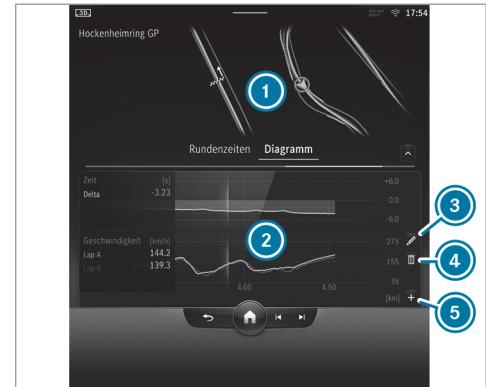 3D
17:54
Hockenheimring GP
1
Rundenzeiten Diagramm
Zeit [s]
Delta -3.23
+6.0
0.0
-6.0
2
3
Geschwindigkeit [km/h]
Lap A 144.2
Lap B 139.3
275
155
35
4
4.00 4.50 [km]
5